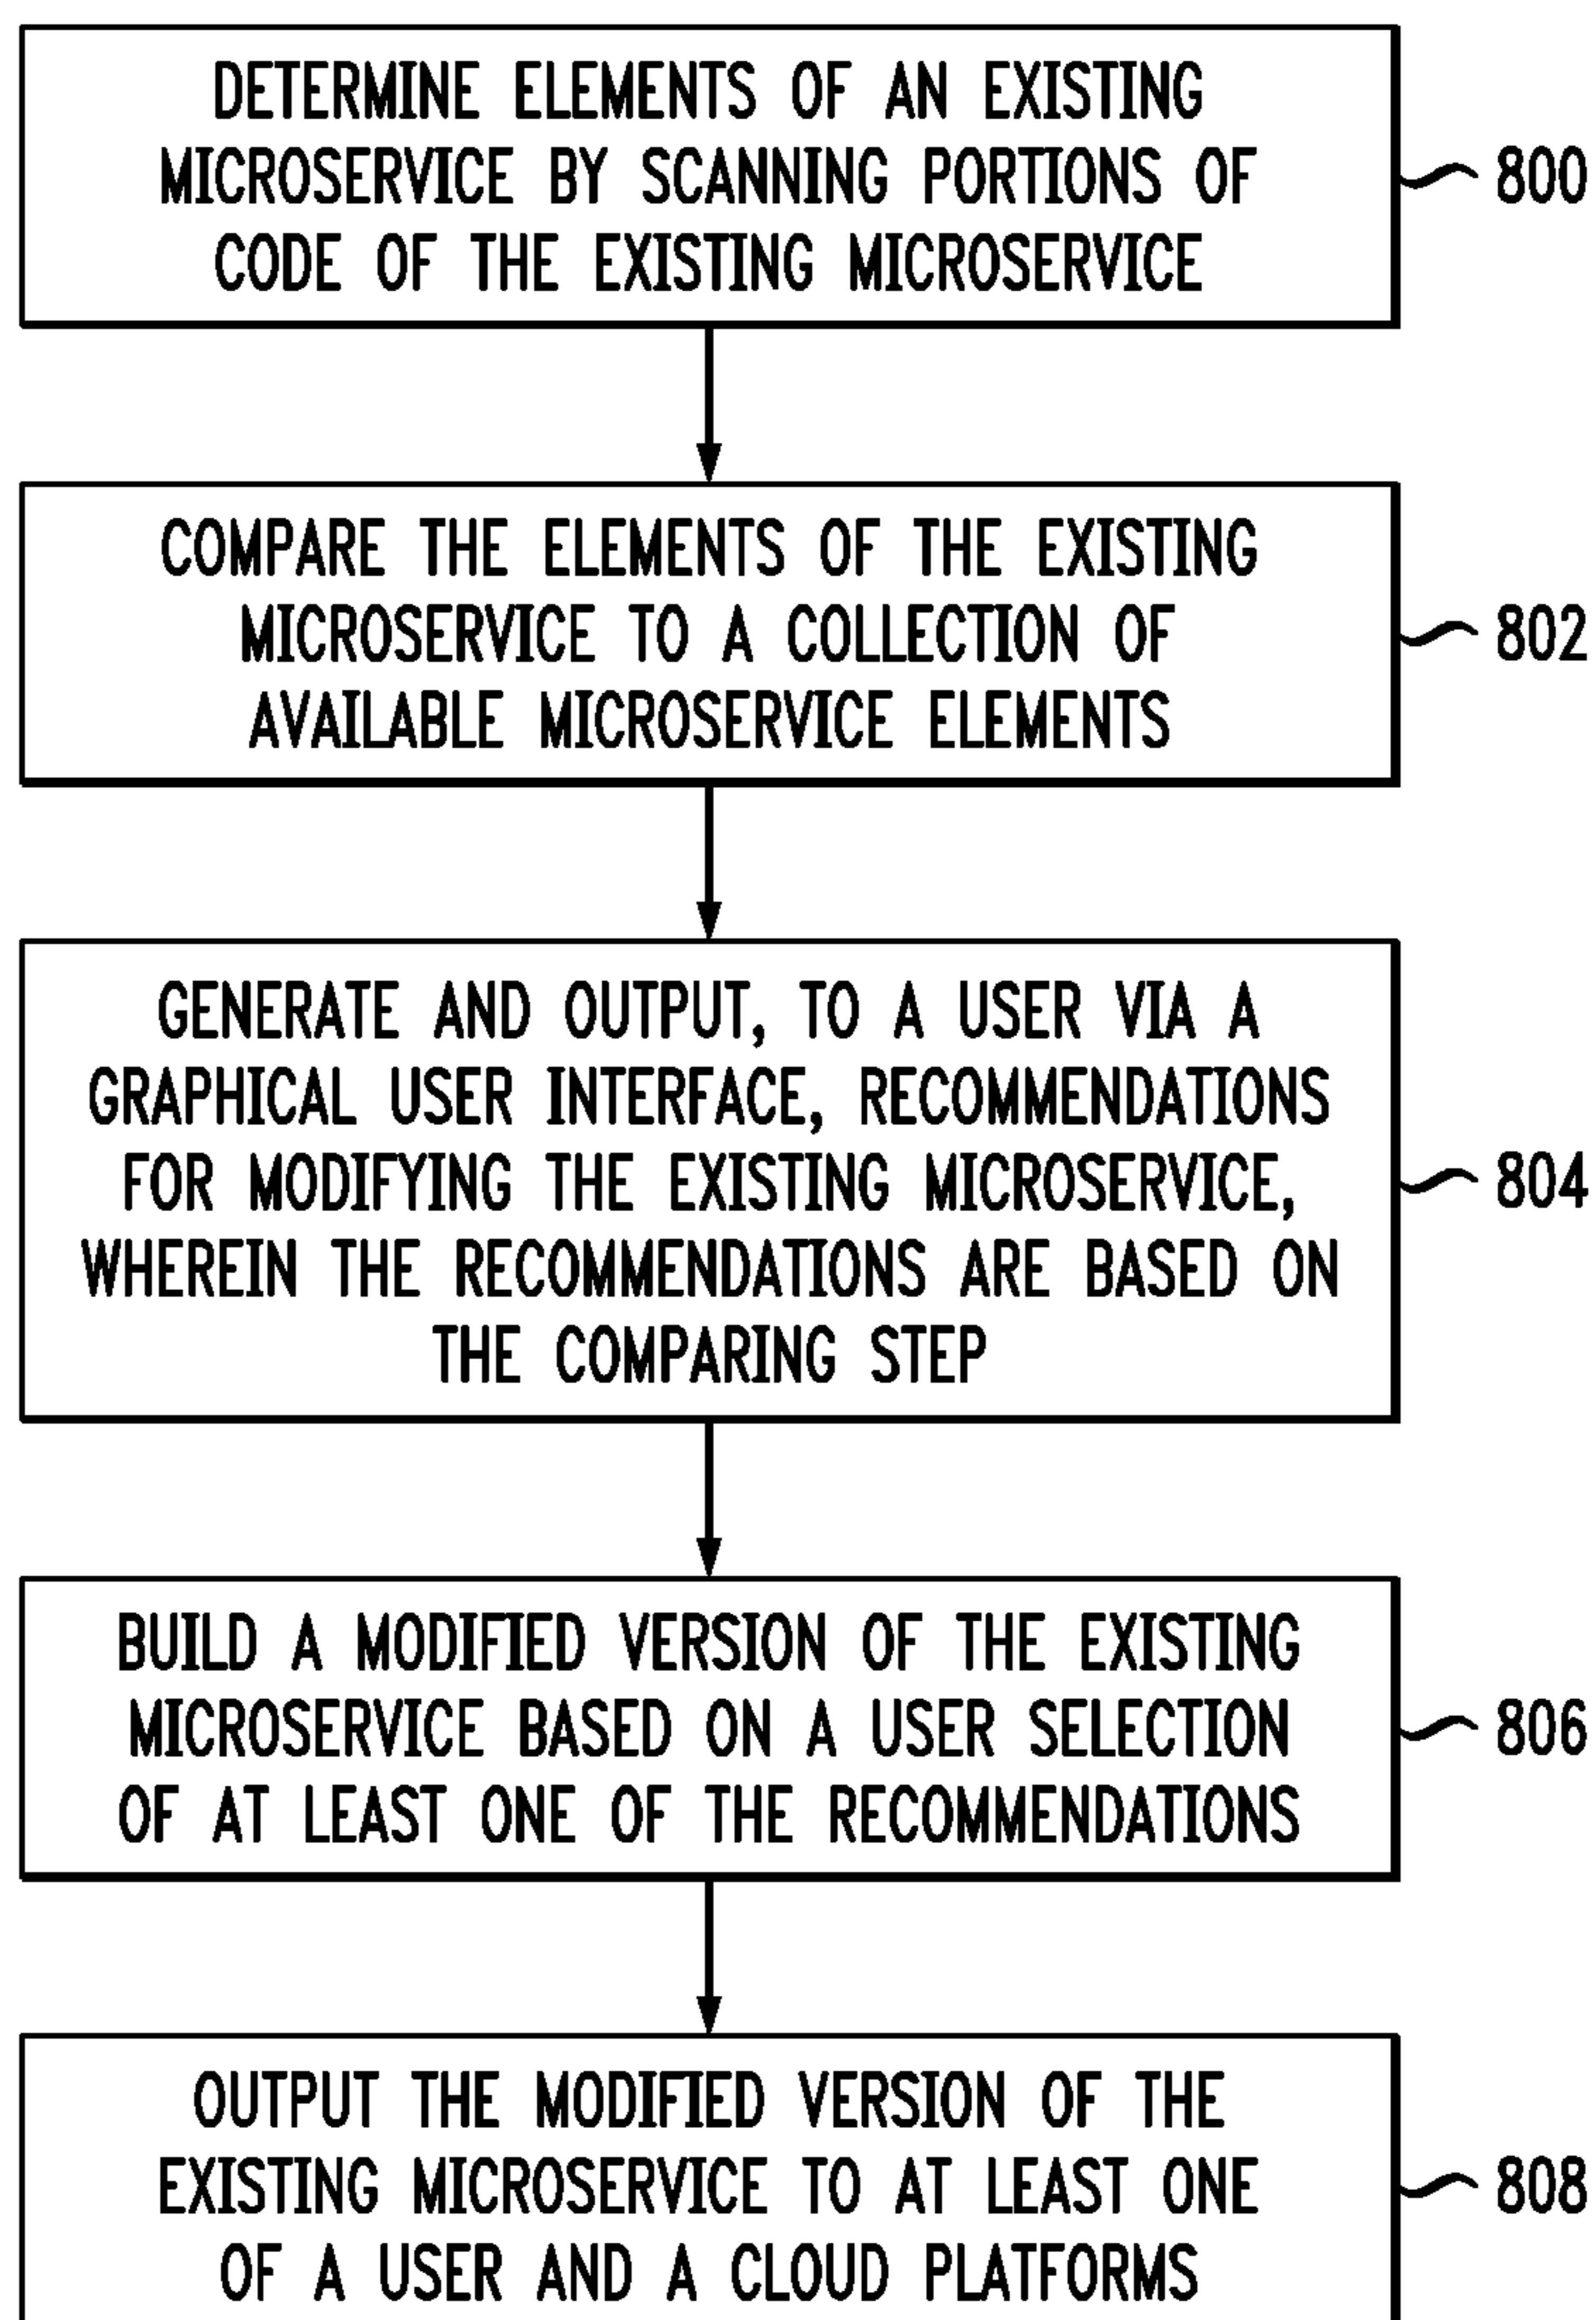 DETERMINE ELEMENTS OF AN EXISTING
MICROSERVICE BY SCANNING PORTIONS OF
CODE OF THE EXISTING MICROSERVICE
800
COMPARE THE ELEMENTS OF THE EXISTING
MICROSERVICE TO A COLLECTION OF
AVAILABLE MICROSERVICE ELEMENTS
802
GENERATE AND OUTPUT, TO A USER VIA A
GRAPHICAL USER INTERFACE, RECOMMENDATIONS
FOR MODIFYING THE EXISTING MICROSERVICE,
WHEREIN THE RECOMMENDATIONS ARE BASED ON
THE COMPARING STEP
804
BUILD A MODIFIED VERSION OF THE EXISTING
MICROSERVICE BASED ON A USER SELECTION
OF AT LEAST ONE OF THE RECOMMENDATIONS
806
OUTPUT THE MODIFIED VERSION OF THE
EXISTING MICROSERVICE TO AT LEAST ONE
OF A USER AND A CLOUD PLATFORMS
808